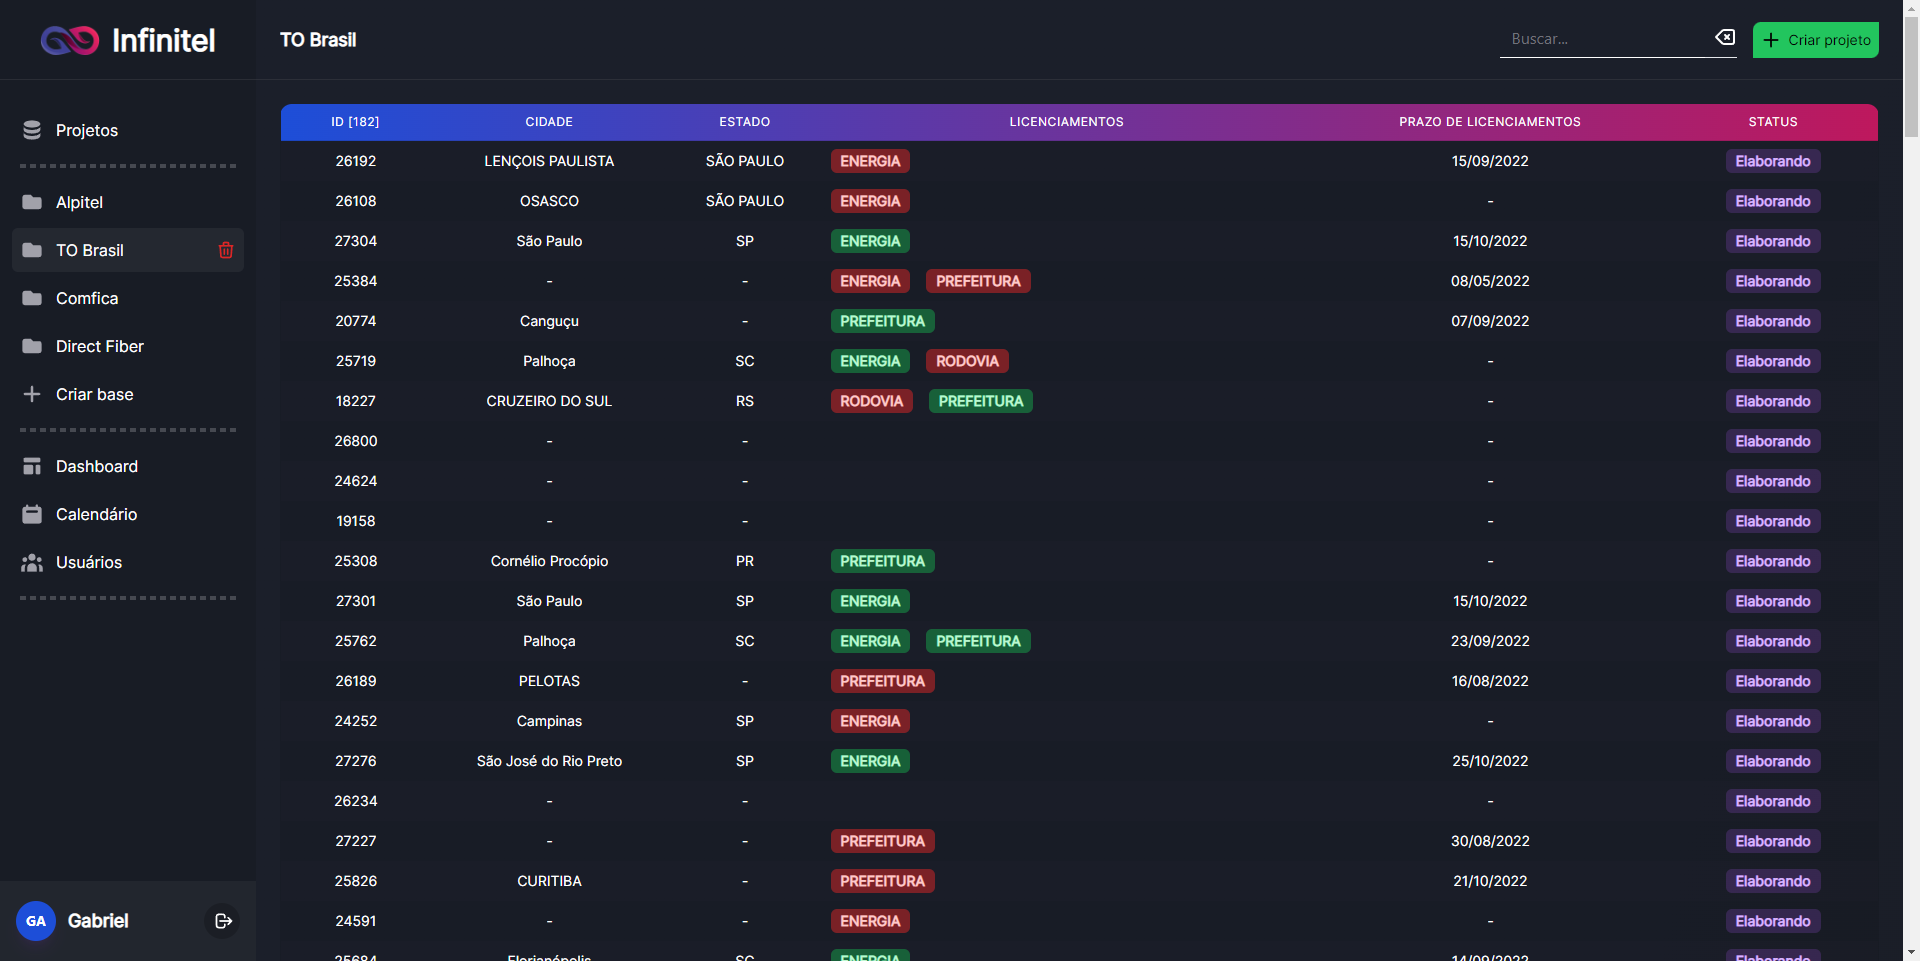 Infinitel
TO Brasil
Buscar...
Criar projeto
Projetos
Alpitel
TO Brasil
Comfica
Direct Fiber
Criar base
Dashboard
Calendário
Usuários
GA Gabriel
ID [182] CIDADE ESTADO LICENCIAMENTOS PRAZO DE LICENCIAMENTOS STATUS
26192 LENÇOIS PAULISTA SÃO PAULO ENERGIA 15/09/2022 Elaborando
26108 OSASCO SÃO PAULO ENERGIA - Elaborando
27304 São Paulo SP ENERGIA 15/10/2022 Elaborando
25384 - - ENERGIA PREFEITURA 08/05/2022 Elaborando
20774 Canguçu - PREFEITURA 07/09/2022 Elaborando
25719 Palhoça SC ENERGIA RODOVIA - Elaborando
18227 CRUZEIRO DO SUL RS RODOVIA PREFEITURA - Elaborando
26800 - - - Elaborando
24624 - - - Elaborando
19158 - - - Elaborando
25308 Cornélio Procópio PR PREFEITURA - Elaborando
27301 São Paulo SP ENERGIA 15/10/2022 Elaborando
25762 Palhoça SC ENERGIA PREFEITURA 23/09/2022 Elaborando
26189 PELOTAS - PREFEITURA 16/08/2022 Elaborando
24252 Campinas SP ENERGIA - Elaborando
27276 São José do Rio Preto SP ENERGIA 25/10/2022 Elaborando
26234 - - - Elaborando
27227 - - PREFEITURA 30/08/2022 Elaborando
25826 CURITIBA - PREFEITURA 21/10/2022 Elaborando
24591 - - ENERGIA - Elaborando
25684 Florianópolis SC ENERGIA 14/09/2022 Elaborando